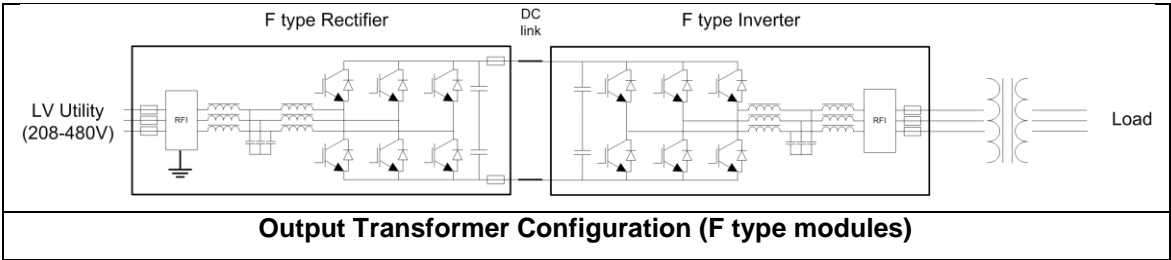 F type Rectifier
DC
link
F type Inverter
LV Utility
(208-480V)
RFI
RFI
Load
Output Transformer Configuration (F type modules)